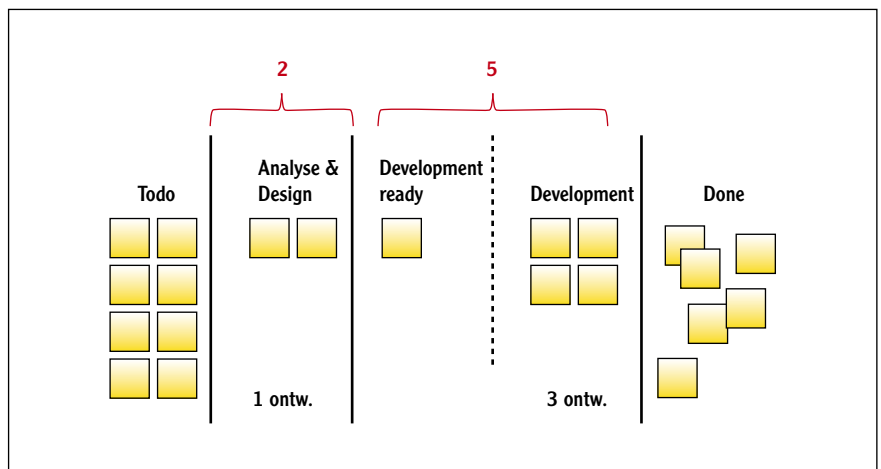 2
5
Todo
Analyse &
Design
Development
ready
Development
Done
1 ontw.
3 ontw.